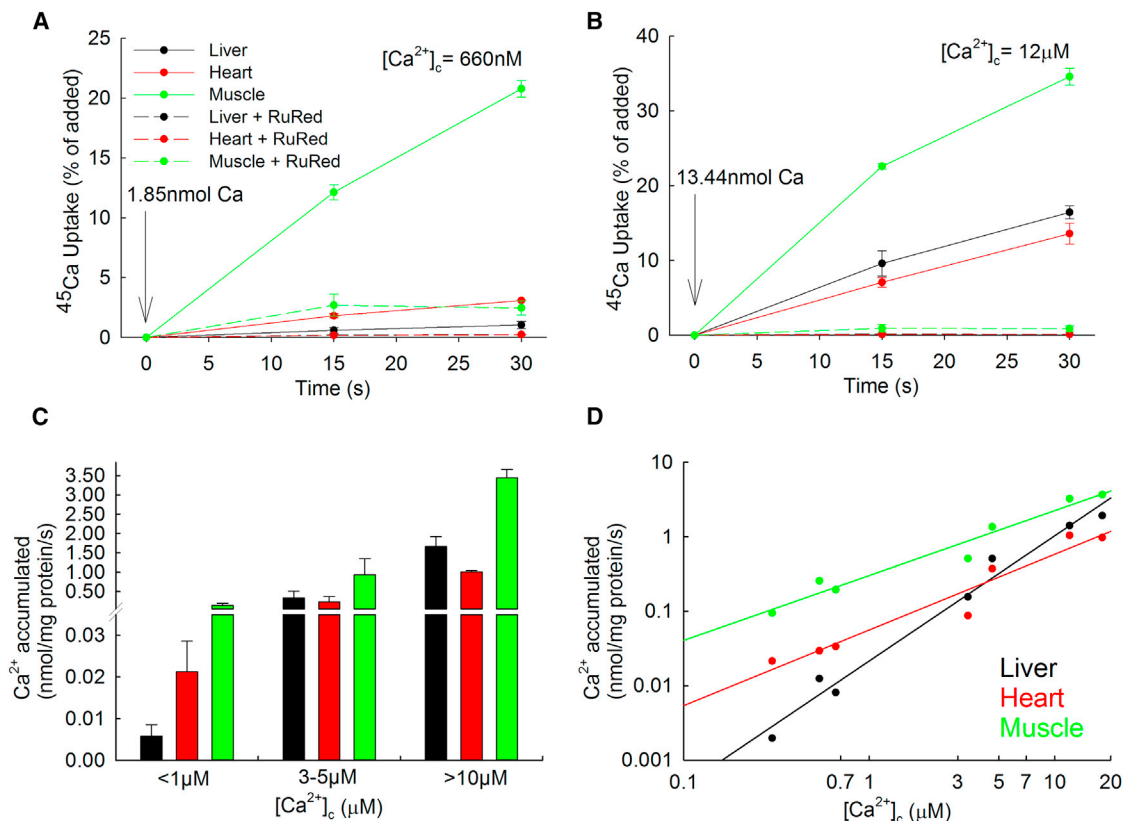 A
25
20
15
10
5
0
⁴⁵Ca Uptake (% of added)
Liver
Heart
Muscle
Liver + RuRed
Heart + RuRed
Muscle + RuRed
[Ca²⁺]c = 660nM
1.85nmol Ca
0 5 10 15 20 25 30
Time (s)
B
40
30
20
10
0
⁴⁵Ca Uptake (% of added)
[Ca²⁺]c = 12μM
13.44nmol Ca
0 5 10 15 20 25 30
Time (s)
C
3.50
3.00
2.50
2.00
1.50
1.00
0.50
0.03
0.02
0.01
0.00
Ca²⁺ accumulated
(nmol/mg protein/s)
<1μM 3-5μM >10μM
[Ca²⁺]c (μM)
D
10
1
0.1
0.01
0.001
Ca²⁺ accumulated
(nmol/mg protein/s)
Liver
Heart
Muscle
0.1 0.7 1 3 5 7 10 20
[Ca²⁺]c (μM)